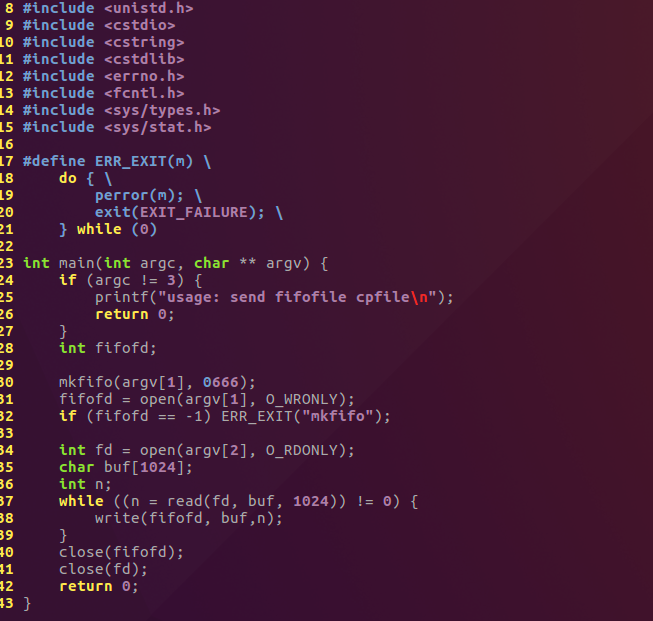 8 #include <unistd.h>
9 #include <cstdio>
10 #include <cstring>
11 #include <cstdlib>
12 #include <errno.h>
13 #include <fcntl.h>
14 #include <sys/types.h>
15 #include <sys/stat.h>
16
17 #define ERR_EXIT(m) \
18     do { \
19         perror(m); \
20         exit(EXIT_FAILURE); \
21     } while (0)
22
23 int main(int argc, char ** argv) {
24     if (argc != 3) {
25         printf("usage: send fifofile cpfile\n");
26         return 0;
27     }
28     int fifofd;
29
30     mkfifo(argv[1], 0666);
31     fifofd = open(argv[1], O_WRONLY);
32     if (fifofd == -1) ERR_EXIT("mkfifo");
33
34     int fd = open(argv[2], O_RDONLY);
35     char buf[1024];
36     int n;
37     while ((n = read(fd, buf, 1024)) != 0) {
38         write(fifofd, buf,n);
39     }
40     close(fifofd);
41     close(fd);
42     return 0;
43 }